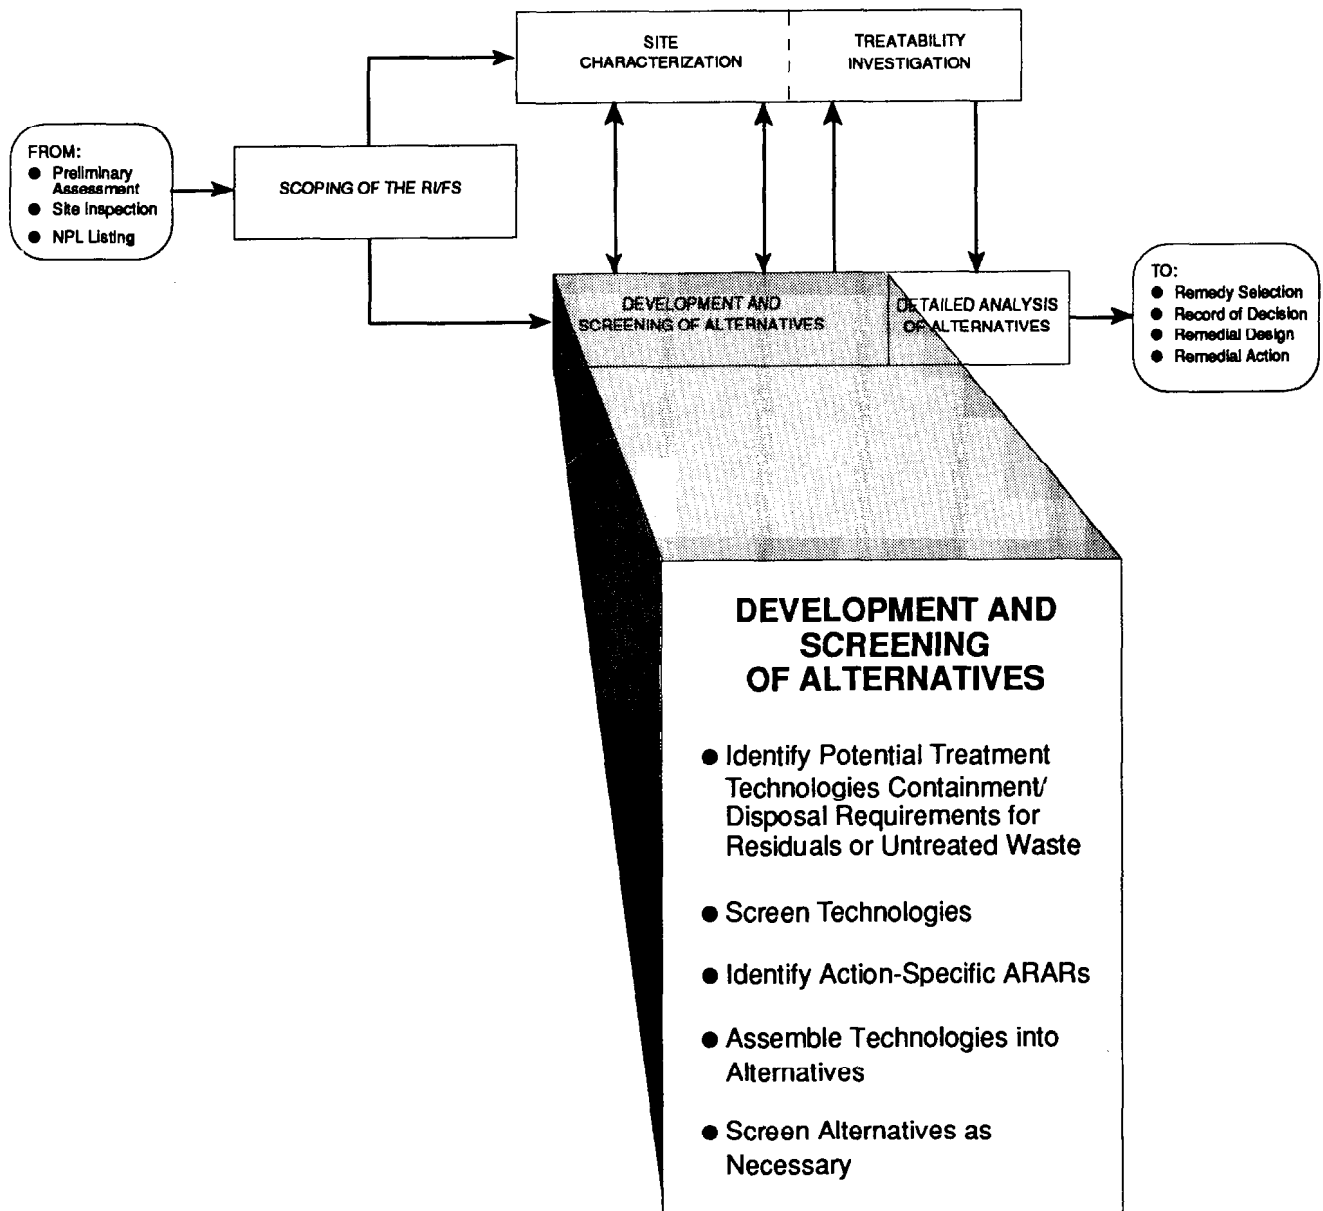 SITE
CHARACTERIZATION
TREATABILITY
INVESTIGATION
FROM:
● Preliminary
Assessment
● Site Inspection
● NPL Listing
SCOPING OF THE RI/FS
DEVELOPMENT AND
SCREENING OF ALTERNATIVES
DETAILED ANALYSIS
OF ALTERNATIVES
TO:
● Remedy Selection
● Record of Decision
● Remedial Design
● Remedial Action
DEVELOPMENT AND
SCREENING
OF ALTERNATIVES
● Identify Potential Treatment
Technologies Containment/
Disposal Requirements for
Residuals or Untreated Waste
● Screen Technologies
● Identify Action-Specific ARARs
● Assemble Technologies into
Alternatives
● Screen Alternatives as
Necessary